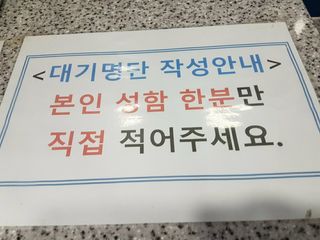 <대기명단 작성안내>
본인 성함 한분만
직접 적어주세요.